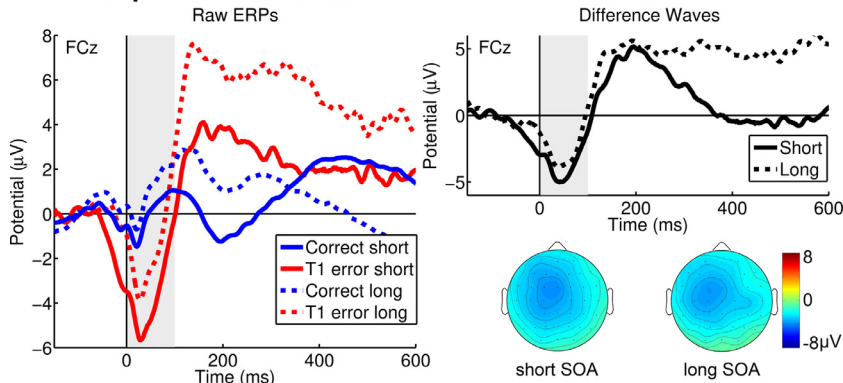 Raw ERPs
FCz
8
6
4
2
0
−2
−4
−6
Potential (µV)
Correct short
T1 error short
Correct long
T1 error long
0
200
400
600
Time (ms)
Difference Waves
FCz
5
0
−5
Potential (µV)
Short
Long
0
200
400
600
Time (ms)
short SOA
long SOA
8
0
-8µV